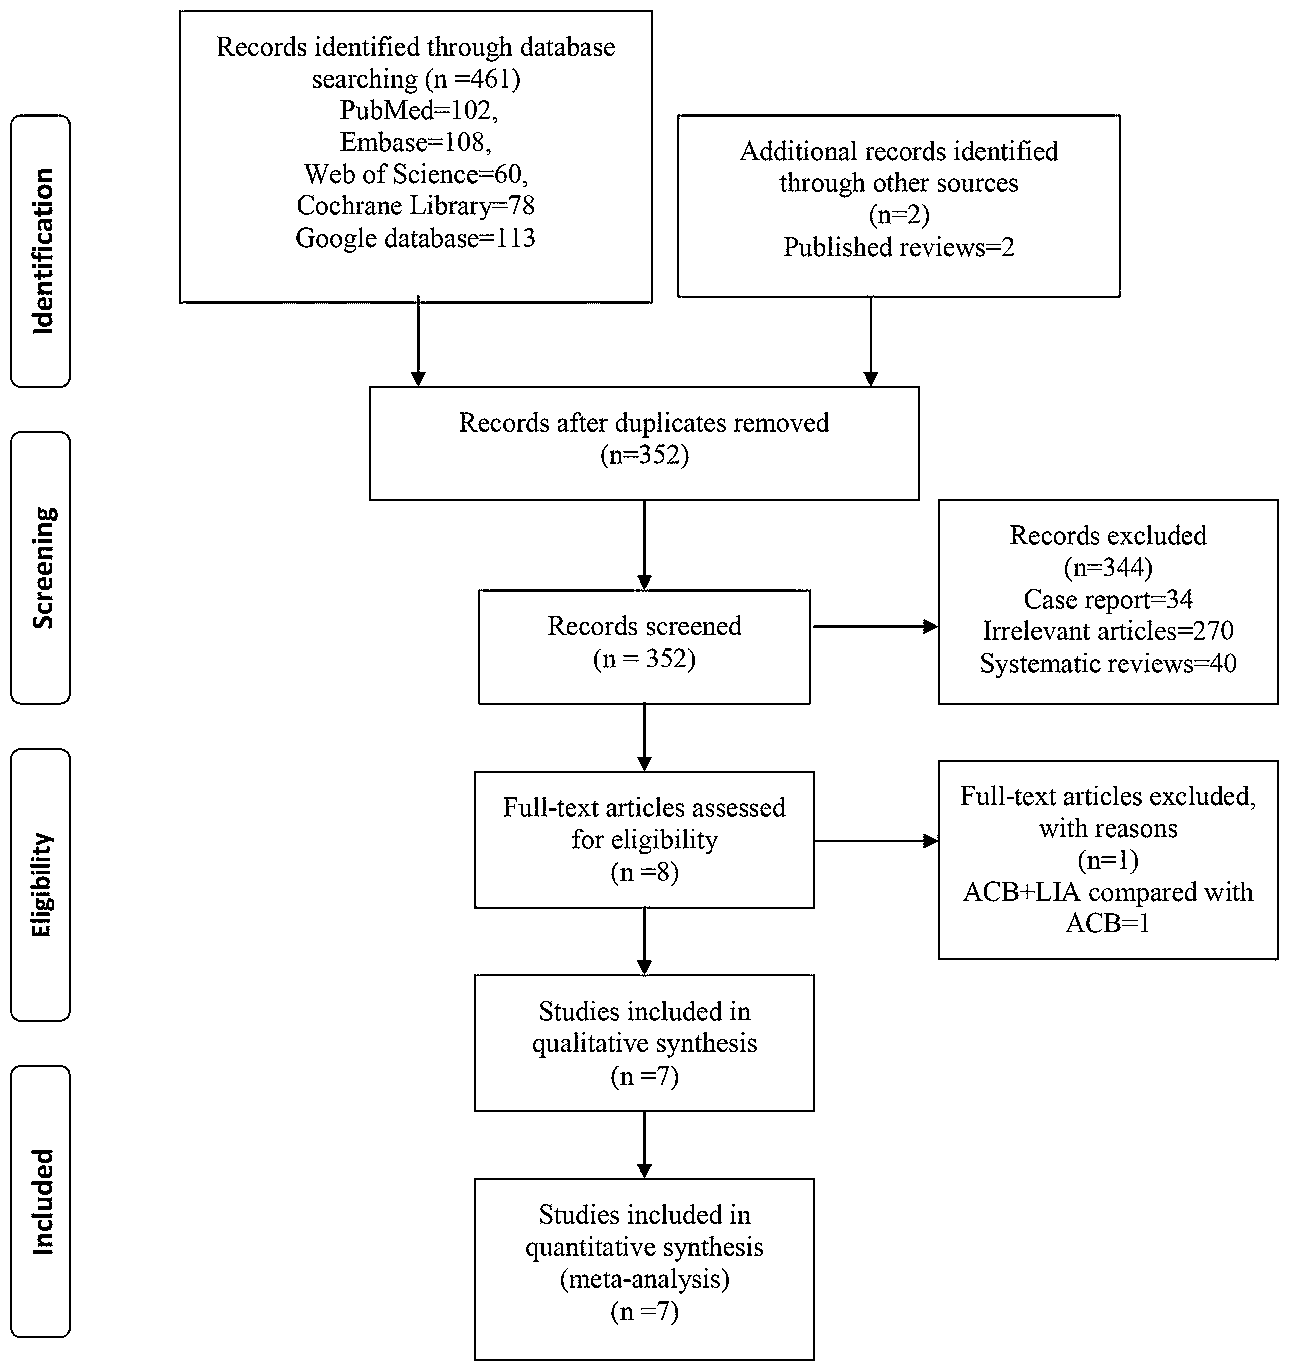 Identification
Records identified through database
searching (n =461)
PubMed=102,
Embase=108,
Web of Science=60,
Cochrane Library=78
Google database=113
Additional records identified
through other sources
(n=2)
Published reviews=2
Records after duplicates removed
(n=352)
Screening
Records screened
(n = 352)
Records excluded
(n=344)
Case report=34
Irrelevant articles=270
Systematic reviews=40
Eligibility
Full-text articles assessed
for eligibility
(n =8)
Full-text articles excluded,
with reasons
(n=1)
ACB+LIA compared with
ACB=1
Studies included in
qualitative synthesis
(n =7)
Included
Studies included in
quantitative synthesis
(meta-analysis)
(n =7)